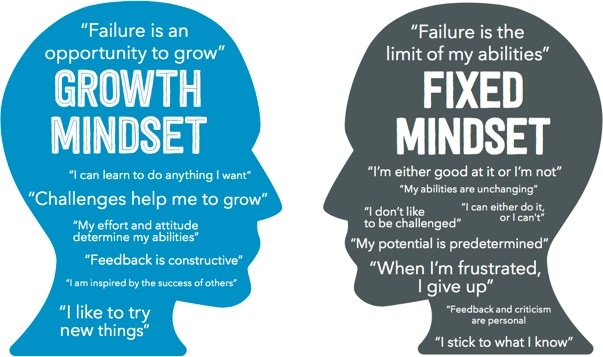 “Failure is an
opportunity to grow”
GROWTH
MINDSET
“I can learn to do anything I want”
“Challenges help me to grow”
“My effort and attitude
determine my abilities”
“Feedback is constructive”
“I am inspired by the success of others”
“I like to try
new things”
“Failure is the
limit of my abilities”
FIXED
MINDSET
“I’m either good at it or I’m not”
“My abilities are unchanging”
“I don’t like
to be challenged”
“I can either do it,
or I can’t”
“My potential is predetermined”
“When I’m frustrated,
I give up”
“Feedback and criticism
are personal
“I stick to what I know”